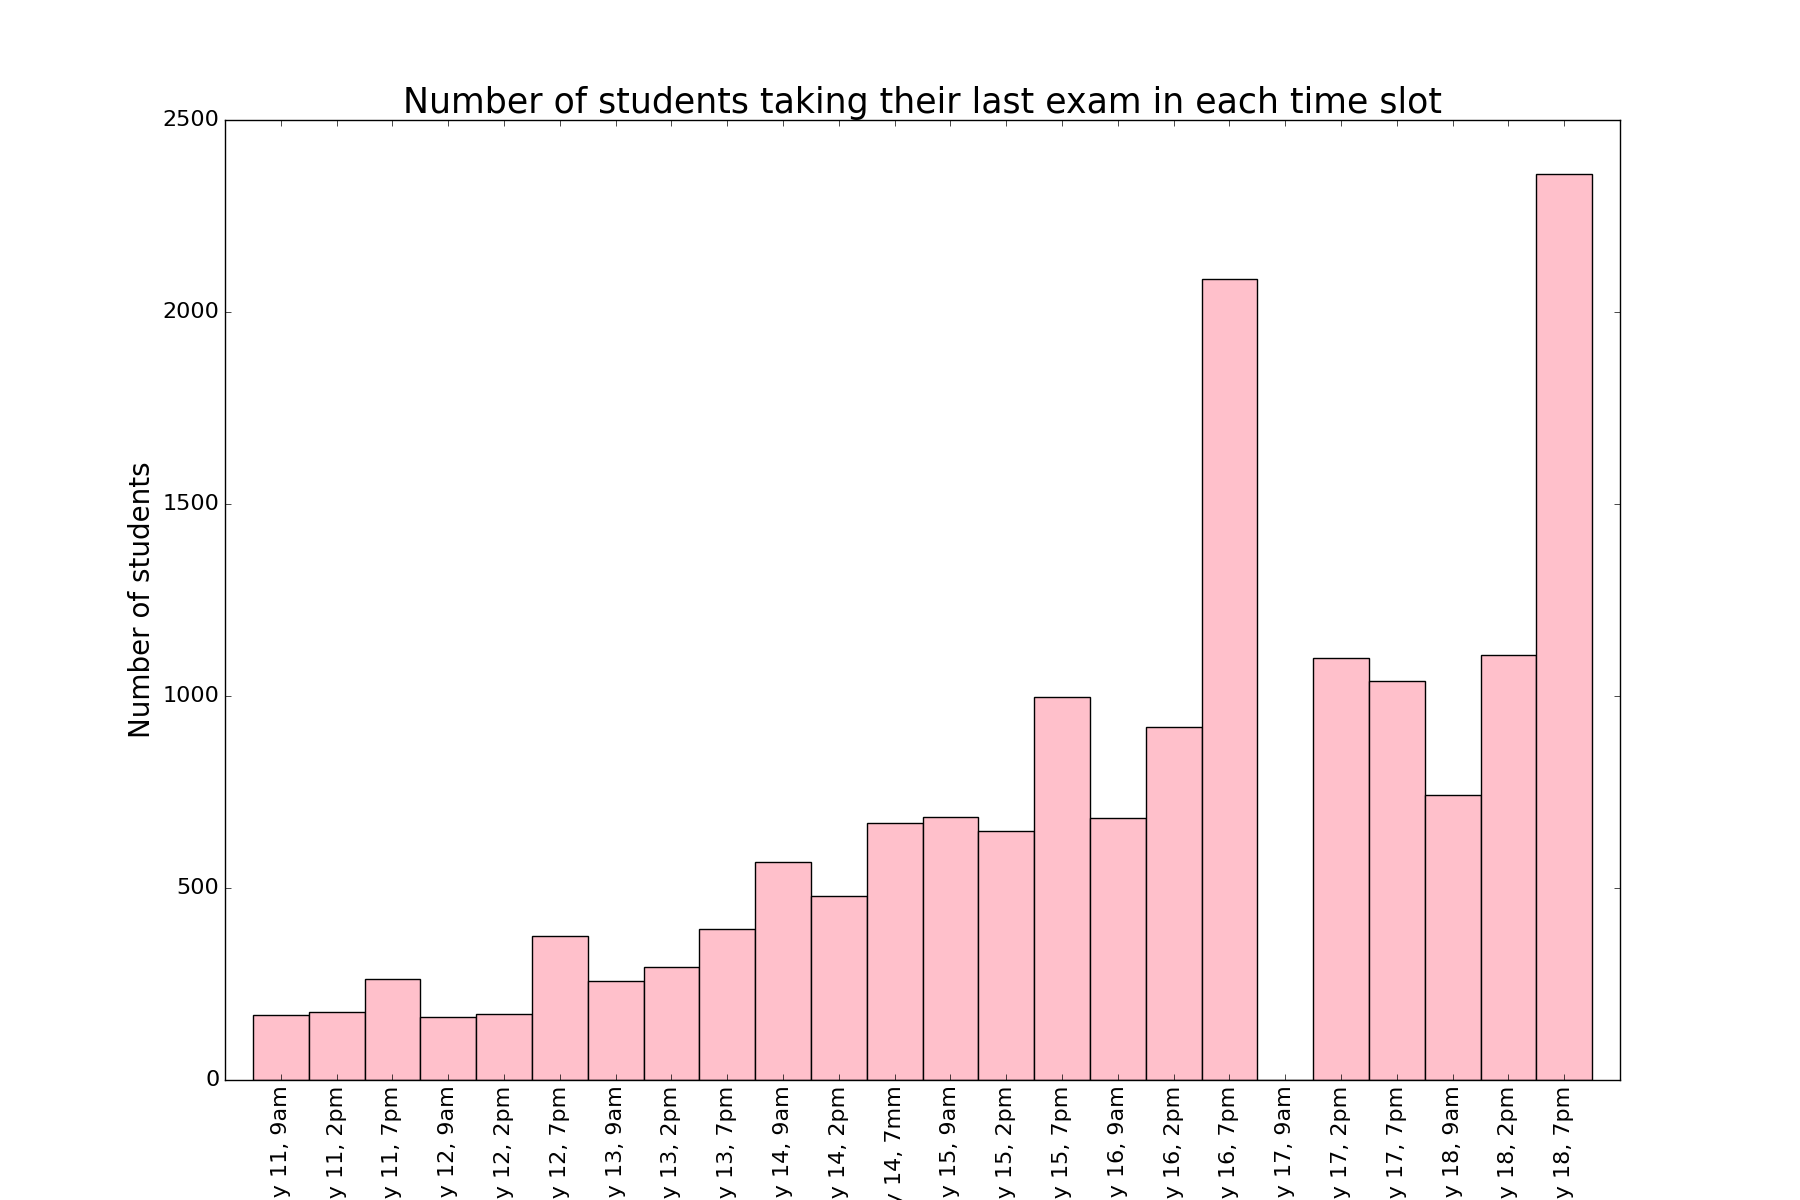 Number of students taking their last exam in each time slot
Number of students
2500
2000
1500
1000
500
0
y 11, 9am
y 11, 2pm
y 11, 7pm
y 12, 9am
y 12, 2pm
y 12, 7pm
y 13, 9am
y 13, 2pm
y 13, 7pm
y 14, 9am
y 14, 2pm
y 14, 7mm
y 15, 9am
y 15, 2pm
y 15, 7pm
y 16, 9am
y 16, 2pm
y 16, 7pm
y 17, 9am
y 17, 2pm
y 17, 7pm
y 18, 9am
y 18, 2pm
y 18, 7pm